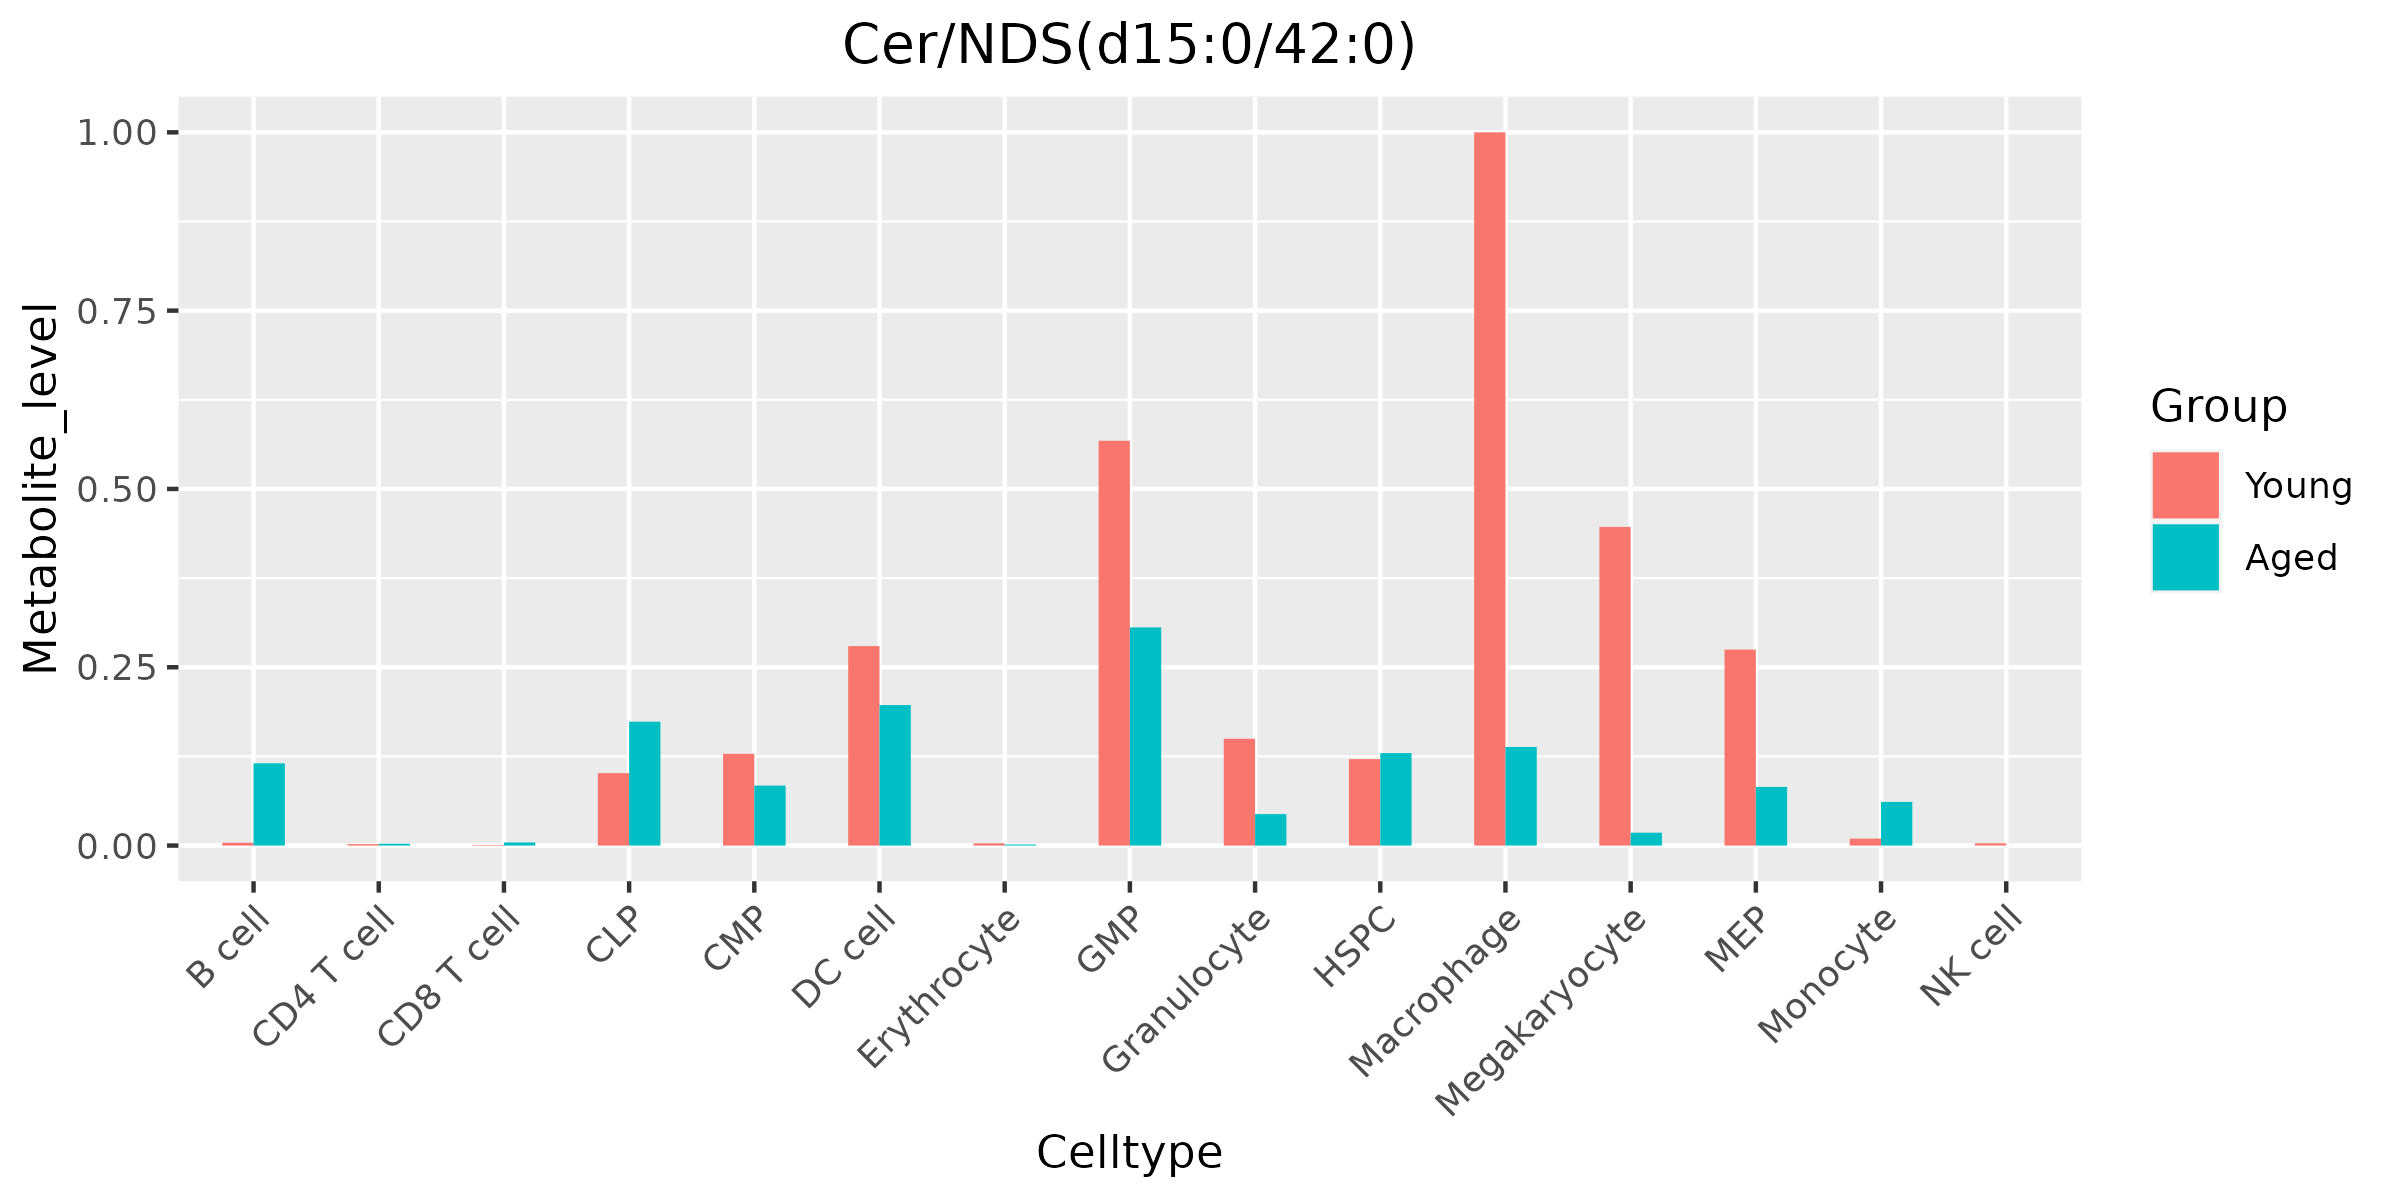 Cer/NDS(d15:0/42:0)
Metabolite_level
1.00
0.75
0.50
0.25
0.00
B cell
CD4 T cell
CD8 T cell
CLP
CMP
DC cell
Erythrocyte
GMP
Granulocyte
HSPC
Macrophage
Megakaryocyte
MEP
Monocyte
NK cell
Celltype
Group
Young
Aged